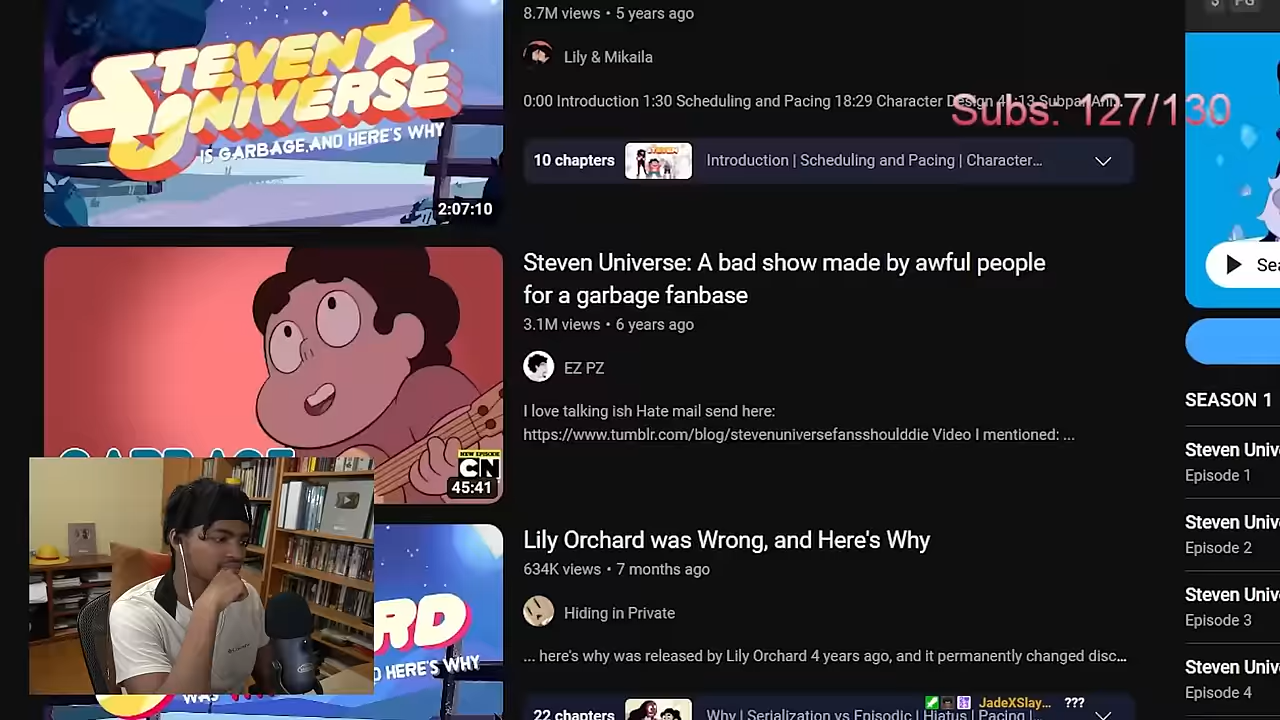 8.7M views • 5 years ago
Lily & Mikaila
STEVEN
UNIVERSE
IS GARBAGE AND HERE'S WHY
0:00 Introduction 1:30 Scheduling and Pacing 18:29 Character Design
Subs: 127/130
10 chapters
Introduction | Scheduling and Pacing | Character...
2:07:10
Steven Universe: A bad show made by awful people
for a garbage fanbase
3.1M views • 6 years ago
EZ PZ
I love talking ish Hate mail send here:
https://www.tumblr.com/blog/stevenuniversefansshoulddie Video I mentioned: ...
NEW EPISODE
CN
45:41
SEASON 1
Steven Univ
Episode 1
Steven Univ
Episode 2
Steven Univ
Episode 3
Steven Univ
Episode 4
Lily Orchard was Wrong, and Here's Why
634K views • 7 months ago
Hiding in Private
... here's why was released by Lily Orchard 4 years ago, and it permanently changed disc...
RD
D HERE'S WHY
WAS
JadeXSlay... ???
22 chapters
Why | Serialization vs Episodic | Hiatus | Pacing |...
PG
Sea